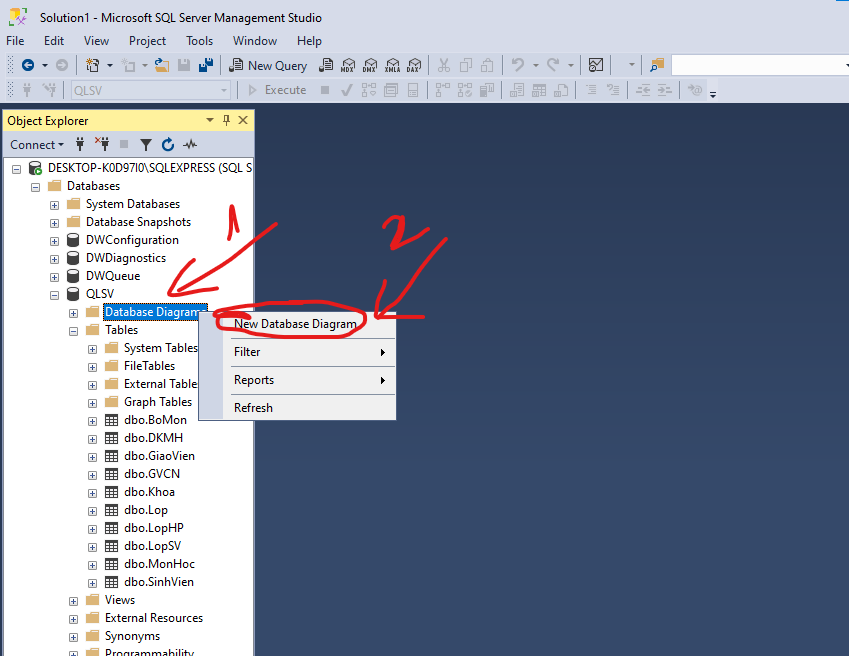 Solution1 - Microsoft SQL Server Management Studio
File Edit View Project Tools Window Help
New Query MDX DMX XMLA DAX
QLSV Execute
Object Explorer
Connect
DESKTOP-K0D97I0\SQLEXPRESS (SQL S
Databases
System Databases
Database Snapshots
DWConfiguration
DWDiagnostics
DWQueue
QLSV
Database Diagrams
Tables
System Tables
FileTables
External Table
Graph Tables
dbo.BoMon
dbo.DKMH
dbo.GiaoVien
dbo.GVCN
dbo.Khoa
dbo.Lop
dbo.LopHP
dbo.LopSV
dbo.MonHoc
dbo.SinhVien
Views
External Resources
Synonyms
Programmability
1
2
New Database Diagram
Filter
Reports
Refresh